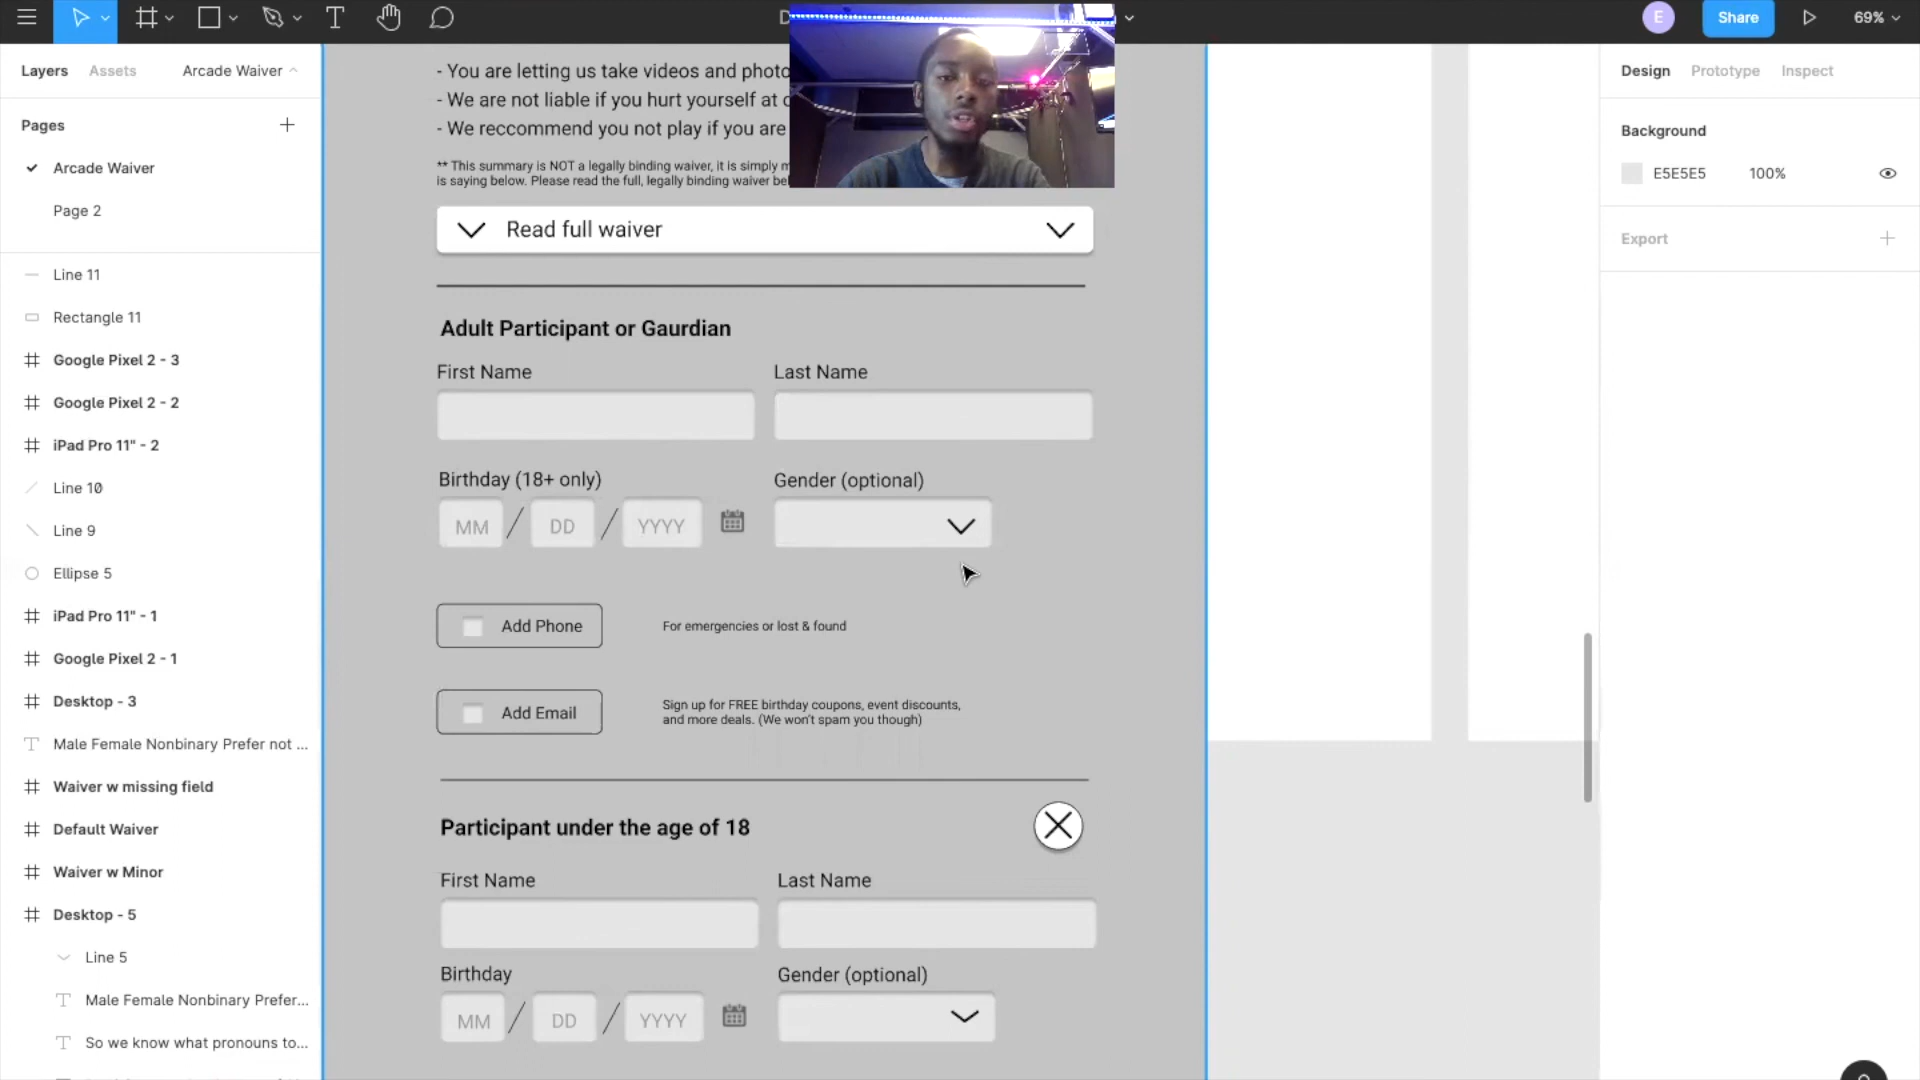 E
Share
69%
Layers
Assets
Arcade Waiver
Design
Prototype
Inspect
Pages
Arcade Waiver
Page 2
Background
E5E5E5
100%
Export
Line 11
Rectangle 11
Google Pixel 2 - 3
Google Pixel 2 - 2
iPad Pro 11" - 2
Line 10
Line 9
Ellipse 5
iPad Pro 11" - 1
Google Pixel 2 - 1
Desktop - 3
Male Female Nonbinary Prefer not ...
Waiver w missing field
Default Waiver
Waiver w Minor
Desktop - 5
Line 5
Male Female Nonbinary Prefer...
So we know what pronouns to...
- You are letting us take videos and photo
- We are not liable if you hurt yourself at
- We reccommend you not play if you are
** This summary is NOT a legally binding waiver, it is simply
is saying below. Please read the full, legally binding waiver
Read full waiver
Adult Participant or Gaurdian
First Name
Last Name
Birthday (18+ only)
Gender (optional)
MM / DD / YYYY
Add Phone
For emergencies or lost & found
Add Email
Sign up for FREE birthday coupons, event discounts,
and more deals. (We won't spam you though)
Participant under the age of 18
First Name
Last Name
Birthday
Gender (optional)
MM / DD / YYYY